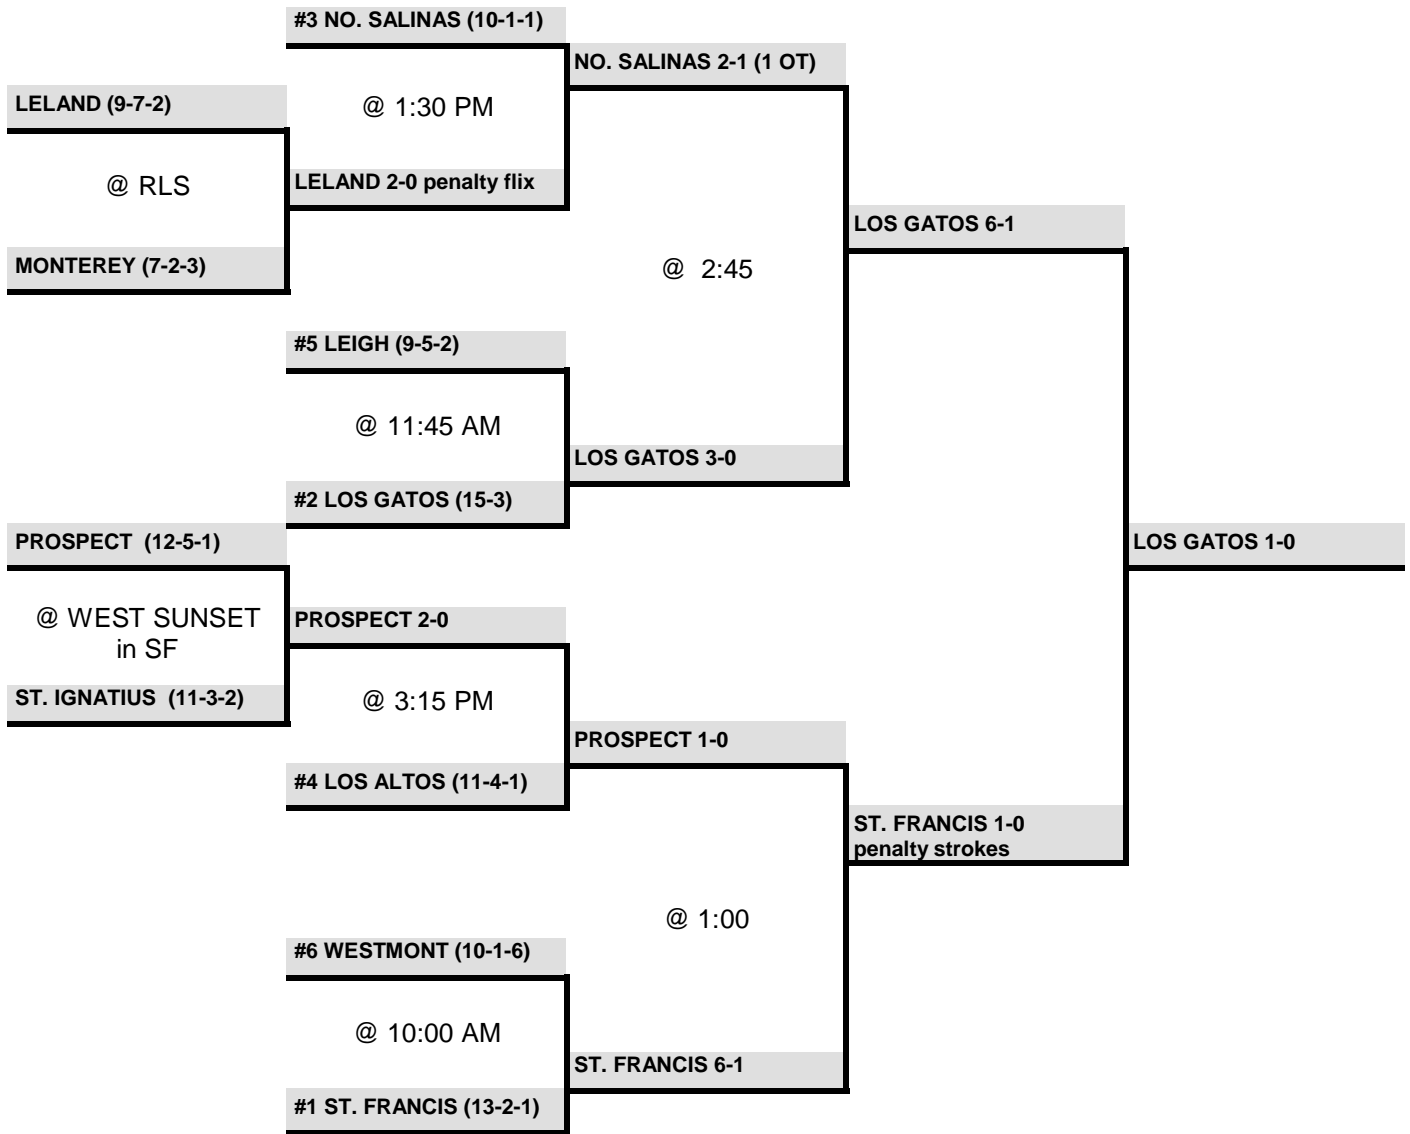 #3 NO. SALINAS (10-1-1)
NO. SALINAS 2-1 (1 OT)
LELAND (9-7-2)
@ 1:30 PM
@ RLS
LELAND 2-0 penalty flix
LOS GATOS 6-1
MONTEREY (7-2-3)
@ 2:45
#5 LEIGH (9-5-2)
@ 11:45 AM
LOS GATOS 3-0
#2 LOS GATOS (15-3)
PROSPECT (12-5-1)
LOS GATOS 1-0
@ WEST SUNSET
in SF
PROSPECT 2-0
ST. IGNATIUS (11-3-2)
@ 3:15 PM
PROSPECT 1-0
#4 LOS ALTOS (11-4-1)
ST. FRANCIS 1-0
penalty strokes
@ 1:00
#6 WESTMONT (10-1-6)
@ 10:00 AM
ST. FRANCIS 6-1
#1 ST. FRANCIS (13-2-1)